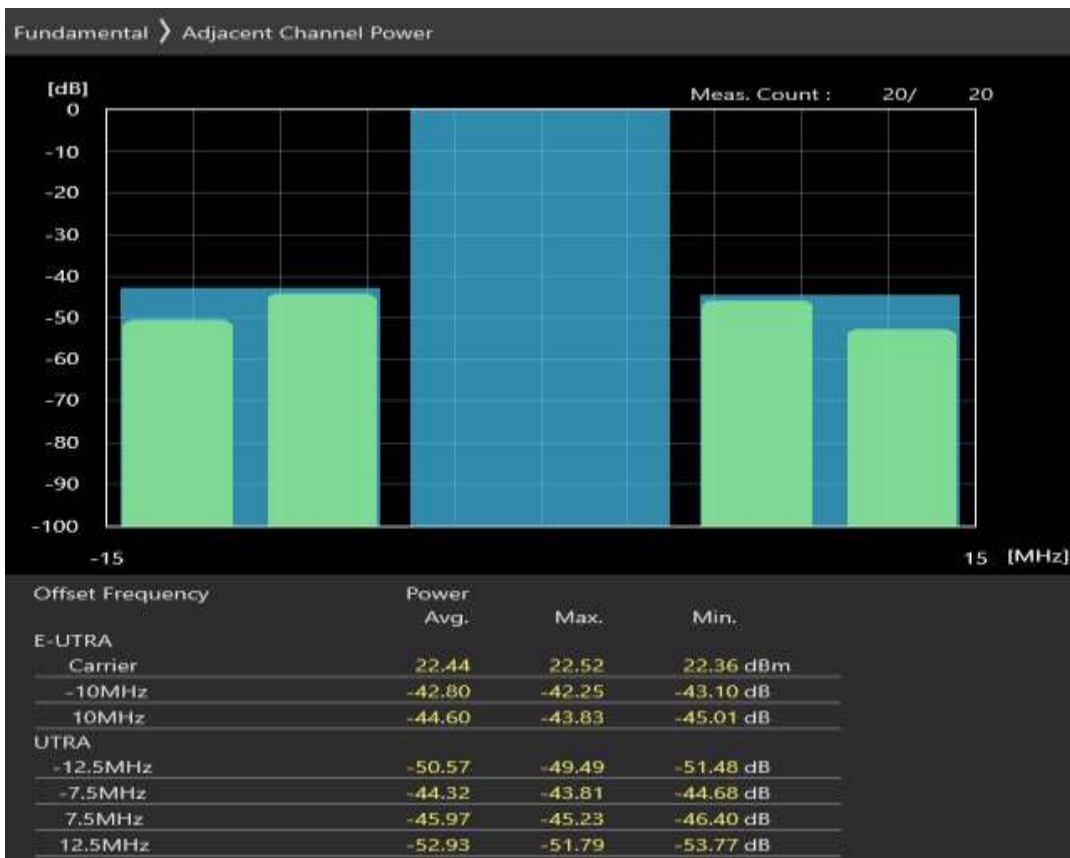 Fundamental ❯ Adjacent Channel Power
[dB]
Meas. Count : 20/ 20
0
-10
-20
-30
-40
-50
-60
-70
-80
-90
-100
-15 15 [MHz]
Offset Frequency Power
Avg. Max. Min.
E-UTRA
Carrier 22.44 22.52 22.36 dBm
-10MHz -42.80 -42.25 -43.10 dB
10MHz -44.60 -43.83 -45.01 dB
UTRA
-12.5MHz -50.57 -49.49 -51.48 dB
-7.5MHz -44.32 -43.81 -44.68 dB
7.5MHz -45.97 -45.23 -46.40 dB
12.5MHz -52.93 -51.79 -53.77 dB